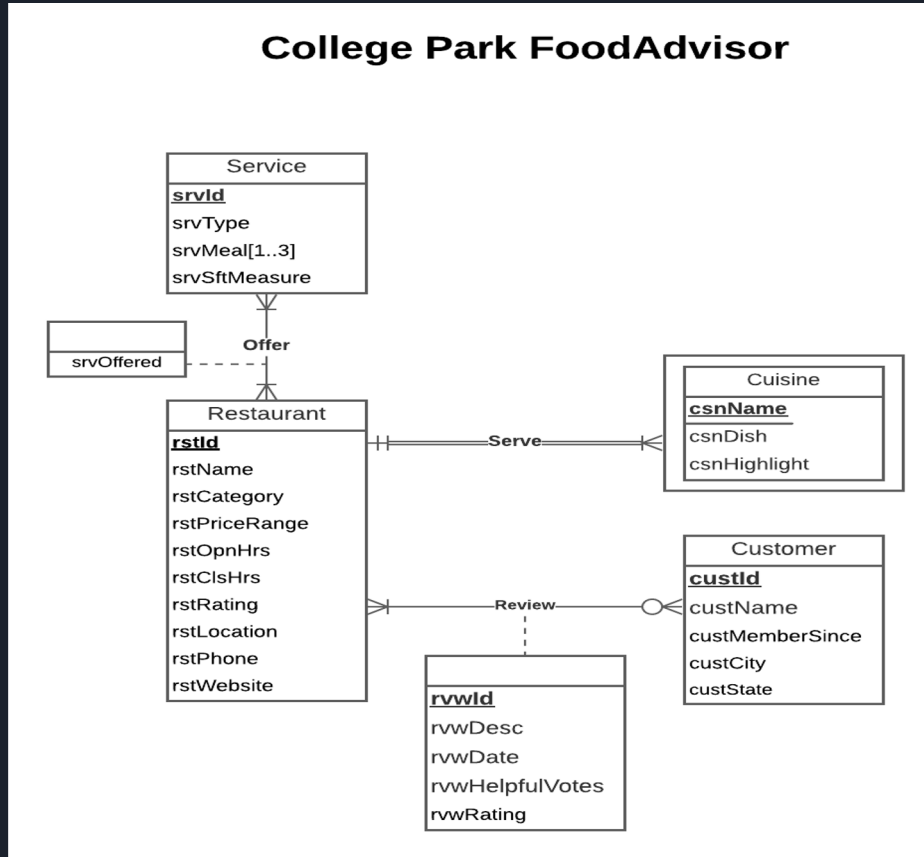 College Park FoodAdvisor
Service
srvId
srvType
srvMeal[1..3]
srvSftMeasure
Offer
srvOffered
Restaurant
rstId
rstName
rstCategory
rstPriceRange
rstOpnHrs
rstClsHrs
rstRating
rstLocation
rstPhone
rstWebsite
Serve
Cuisine
csnName
csnDish
csnHighlight
Review
Customer
custId
custName
custMemberSince
custCity
custState
rvwId
rvwDesc
rvwDate
rvwHelpfulVotes
rvwRating